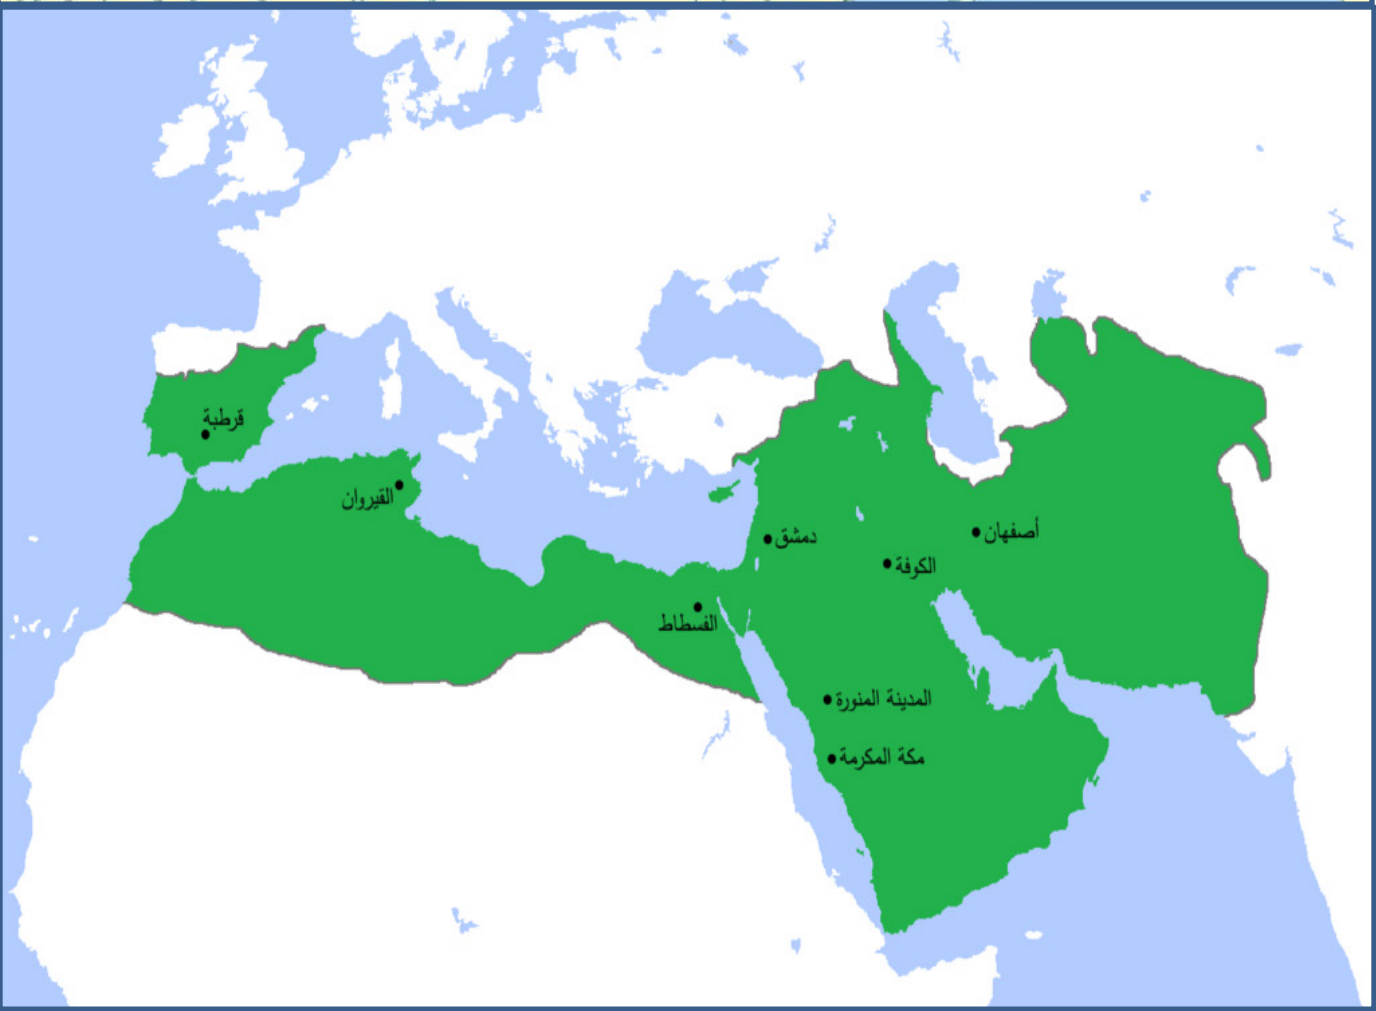 قرطبة
القيروان
دمشق
أصفهان
الكوفة
الفسطاط
المدينة المنورة
مكة المكرمة